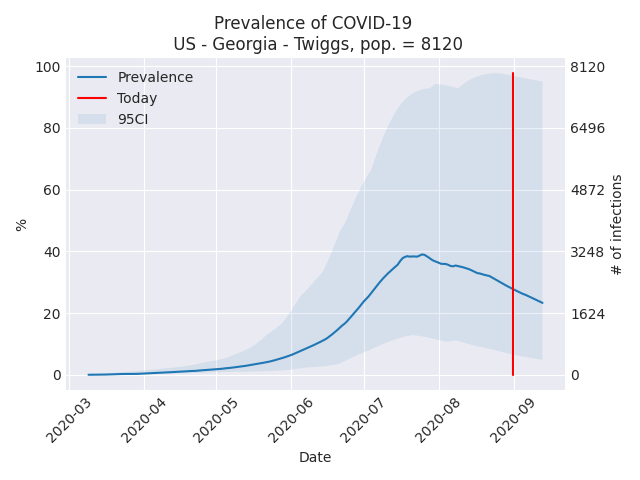 Prevalence of COVID-19
US - Georgia - Twiggs, pop. = 8120
Prevalence
Today
95CI
100
80
60
40
20
0
%
8120
6496
4872
3248
1624
0
# of infections
2020-03
2020-04
2020-05
2020-06
2020-07
2020-08
2020-09
Date